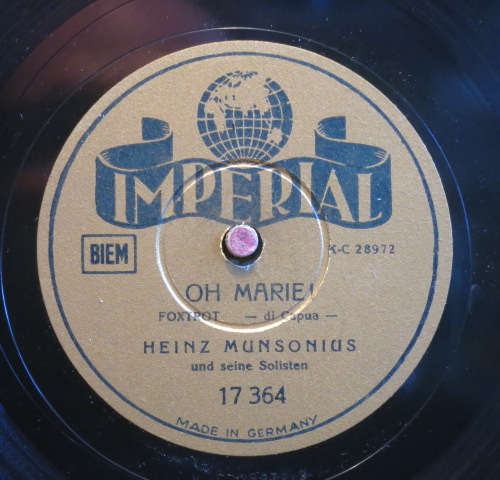 IMPERIAL
BIEM
K-C 28972
OH MARIE!
FOXTROT — di Capua —
HEINZ MUNSONIUS
und seine Solisten
17 364
MADE IN GERMANY